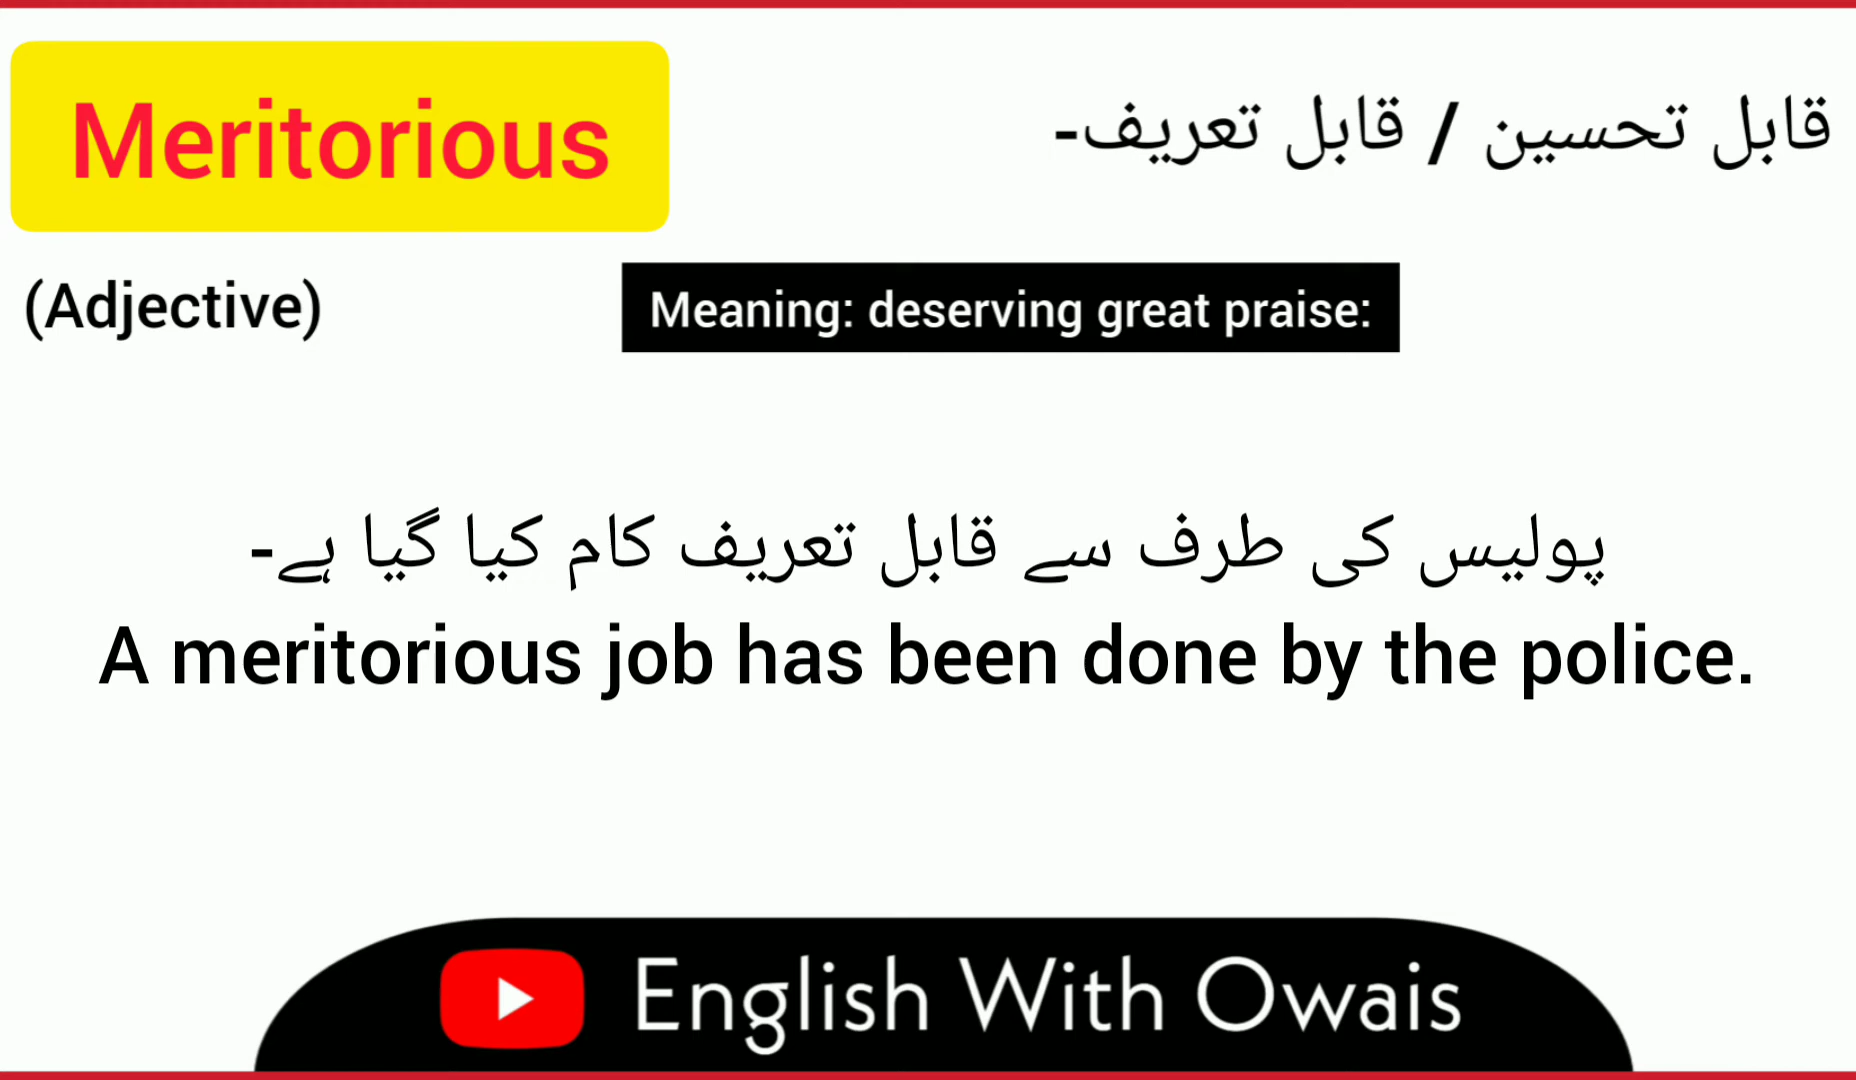 Meritorious
قابل تحسین / قابل تعریف-
(Adjective)
Meaning: deserving great praise:
پولیس کی طرف سے قابل تعریف کام کیا گیا ہے-
A meritorious job has been done by the police.
English With Owais